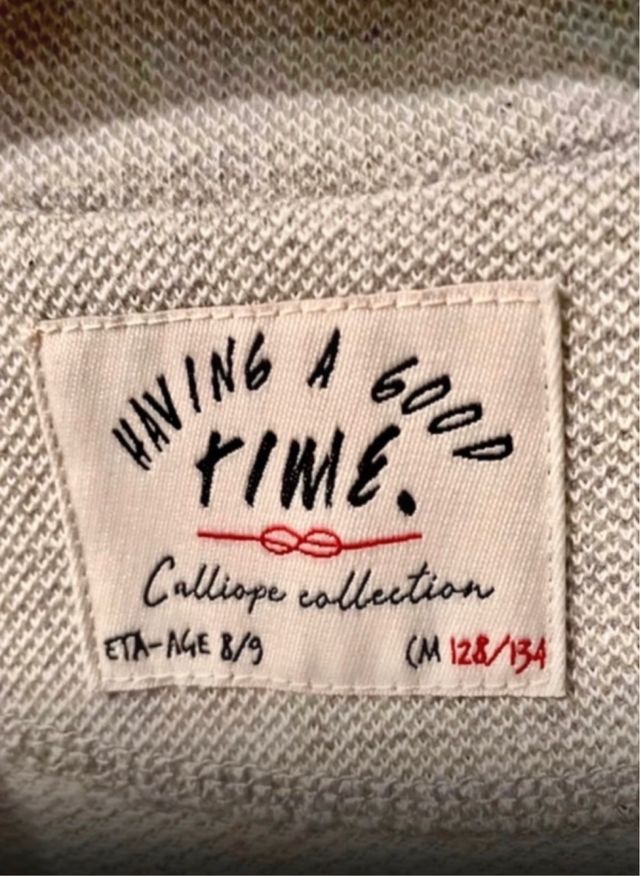 HAVING A GOOD
TIME.
Calliope collection
ETA-AGE 8/9 CM 128/134